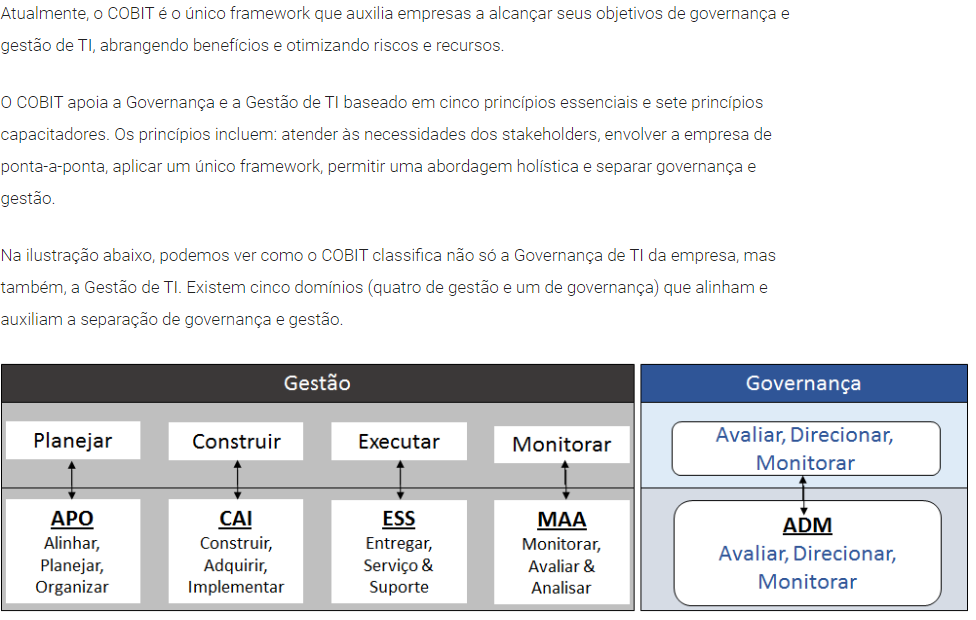 Atualmente, o COBIT é o único framework que auxilia empresas a alcançar seus objetivos de governança e
gestão de TI, abrangendo benefícios e otimizando riscos e recursos.
O COBIT apoia a Governança e a Gestão de TI baseado em cinco princípios essenciais e sete princípios
capacitadores. Os princípios incluem: atender às necessidades dos stakeholders, envolver a empresa de
ponta-a-ponta, aplicar um único framework, permitir uma abordagem holística e separar governança e
gestão.
Na ilustração abaixo, podemos ver como o COBIT classifica não só a Governança de TI da empresa, mas
também, a Gestão de TI. Existem cinco domínios (quatro de gestão e um de governança) que alinham e
auxiliam a separação de governança e gestão.
Gestão
Planejar
Construir
Executar
Monitorar
APO
Alinhar,
Planejar,
Organizar
CAI
Construir,
Adquirir,
Implementar
ESS
Entregar,
Serviço &
Suporte
MAA
Monitorar,
Avaliar &
Analisar
Governança
Avaliar, Direcionar,
Monitorar
ADM
Avaliar, Direcionar,
Monitorar